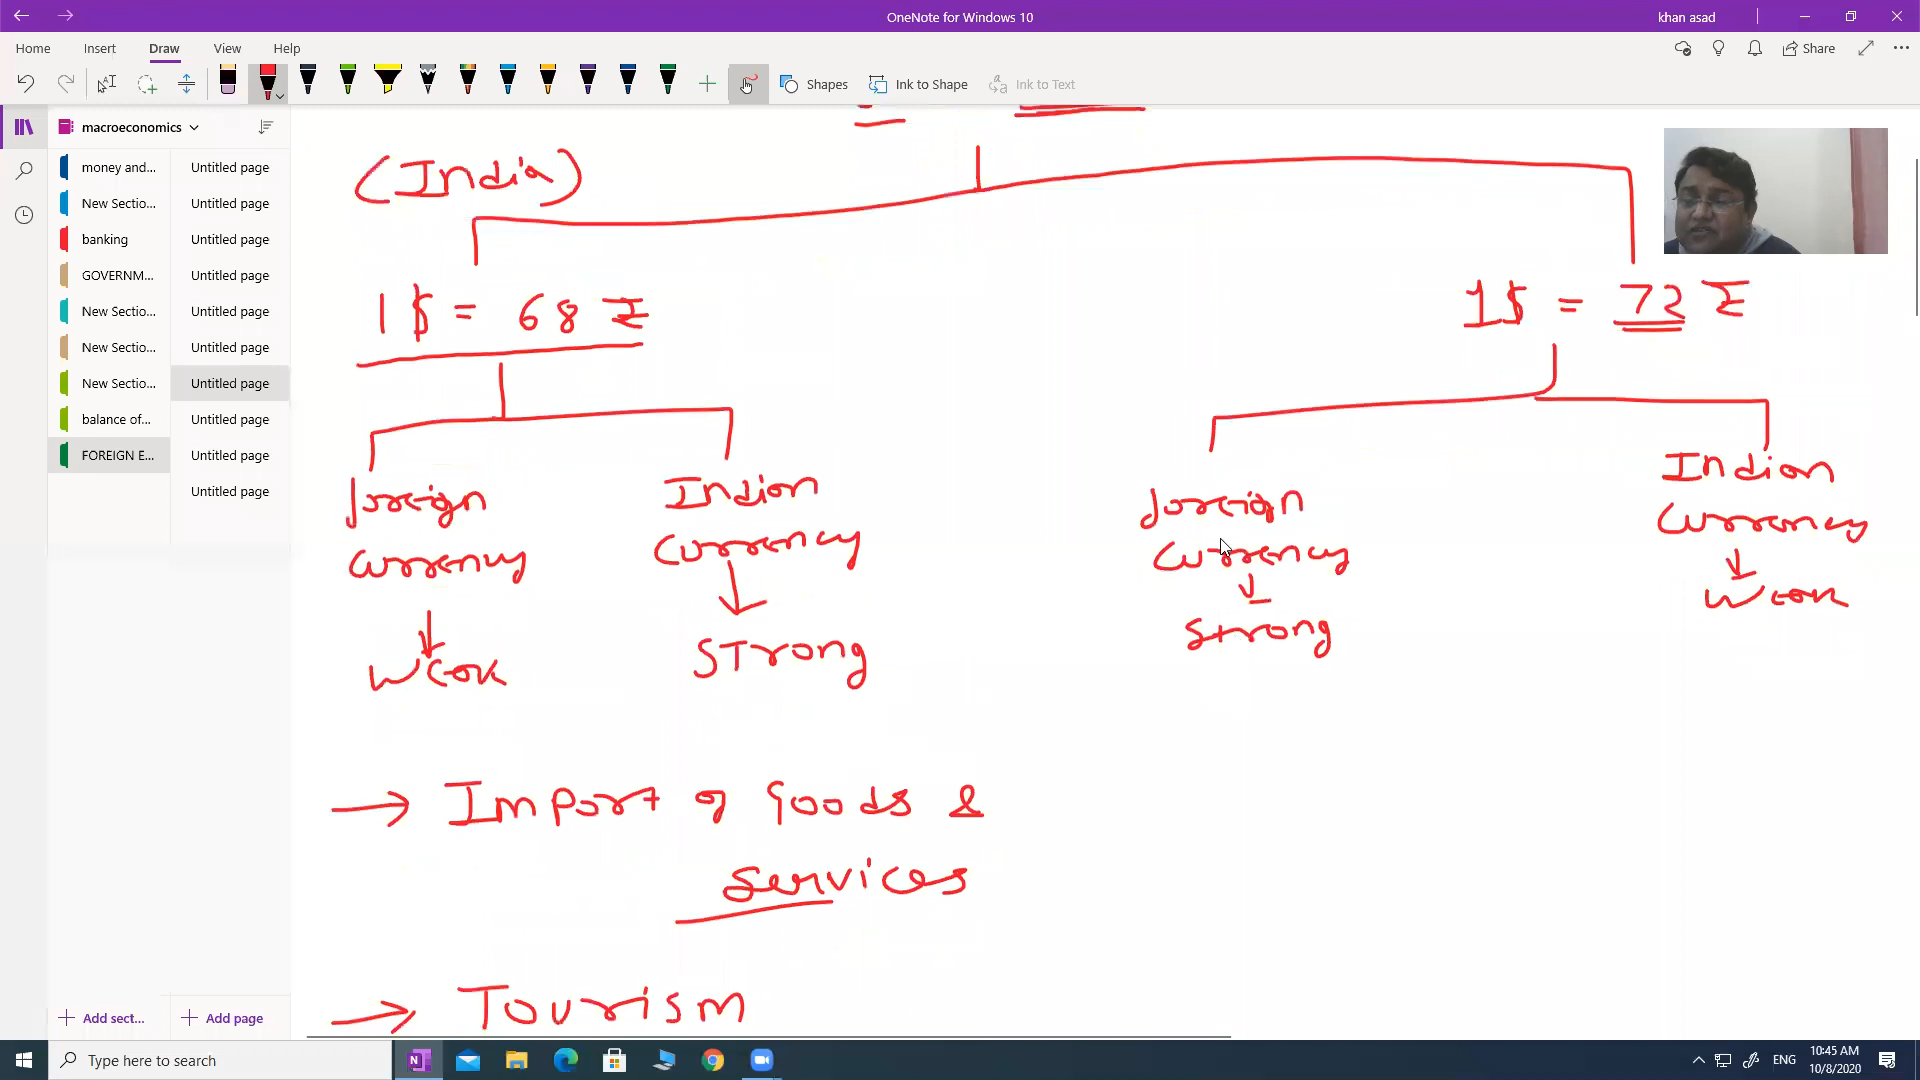 OneNote for Windows 10
khan asad
Home Insert Draw View Help
Share
Shapes Ink to Shape Ink to Text
macroeconomics
money and... Untitled page
New Sectio... Untitled page
banking Untitled page
GOVERNM... Untitled page
New Sectio... Untitled page
New Sectio... Untitled page
New Sectio... Untitled page
balance of... Untitled page
FOREIGN E... Untitled page
Untitled page
Add sect... Add page
(India)
1$ = 68 ₹
1$ = 72 ₹
foreign
currency
Weak
Indian
Currency
STrong
foreign
Currency
Strong
Indian
Currency
Weak
→ Import of Goods &
Services
→ Tourism
Type here to search
ENG
10:45 AM
10/8/2020